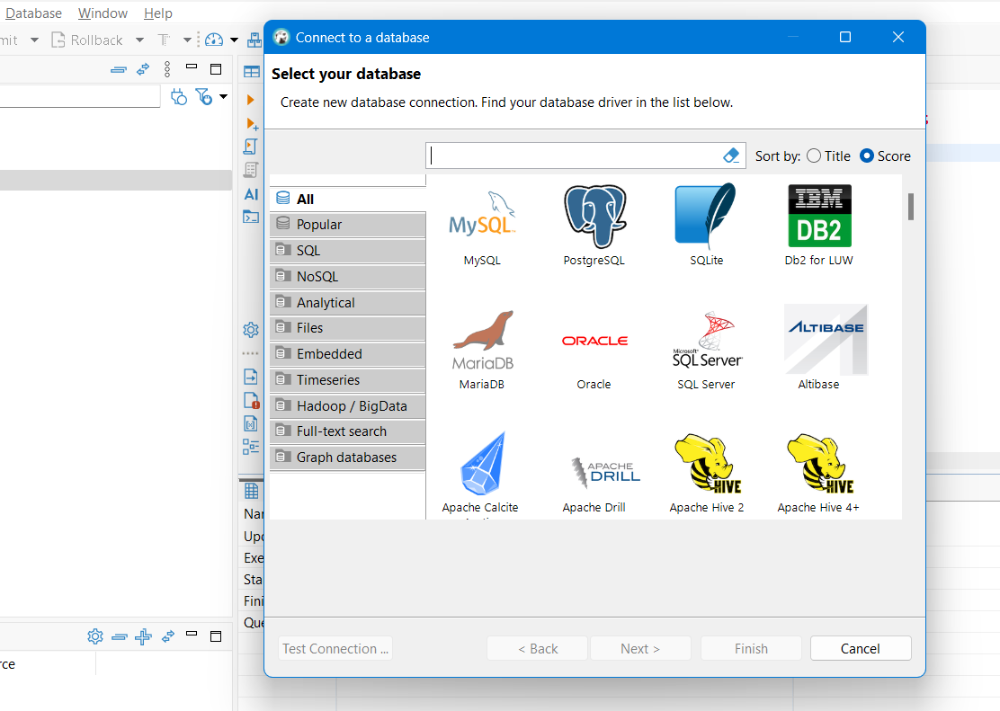 Database Window Help
mit Rollback
Connect to a database
Select your database
Create new database connection. Find your database driver in the list below.
Sort by: Title Score
All
Popular
SQL
NoSQL
Analytical
Files
Embedded
Timeseries
Hadoop / BigData
Full-text search
Graph databases
MySQL
MySQL
PostgreSQL
SQLite
IBM
DB2
Db2 for LUW
MariaDB
MariaDB
ORACLE
Oracle
Microsoft
SQL Server
SQL Server
ALTIBASE
Altibase
Apache Calcite
APACHE
DRILL
Apache Drill
HIVE
Apache Hive 2
HIVE
Apache Hive 4+
AI
Nar
Upd
Exe
Sta
Fini
Que
rce
Test Connection ... < Back Next > Finish Cancel